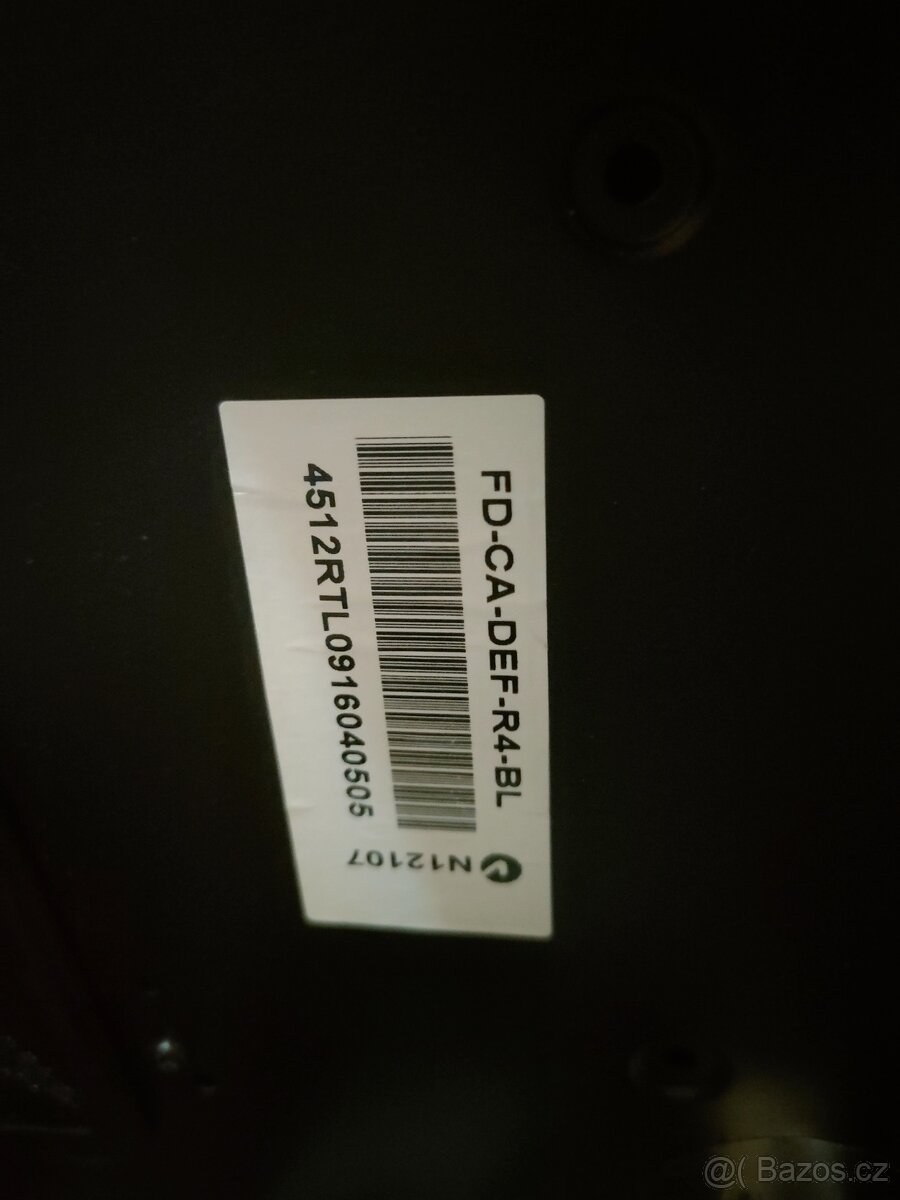 FD-CA-DEF-R4-BL
4512RTL0916040505
N12107
@( Bazos.cz